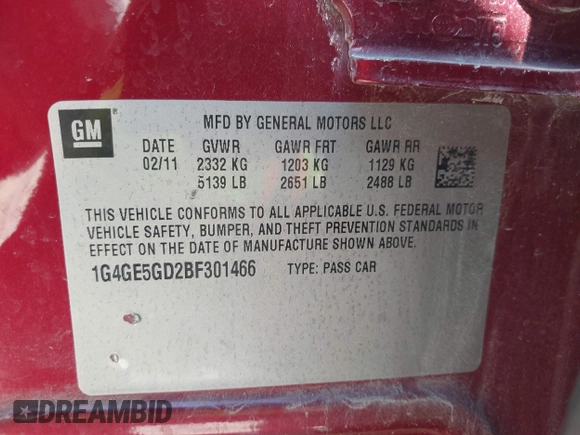 GM
MFD BY GENERAL MOTORS LLC
DATE GVWR GAWR FRT GAWR RR
02/11 2332 KG 1203 KG 1129 KG
5139 LB 2651 LB 2488 LB
THIS VEHICLE CONFORMS TO ALL APPLICABLE U.S. FEDERAL MOTOR
VEHICLE SAFETY, BUMPER, AND THEFT PREVENTION STANDARDS IN
EFFECT ON THE DATE OF MANUFACTURE SHOWN ABOVE.
1G4GE5GD2BF301466 TYPE: PASS CAR
DREAMBID